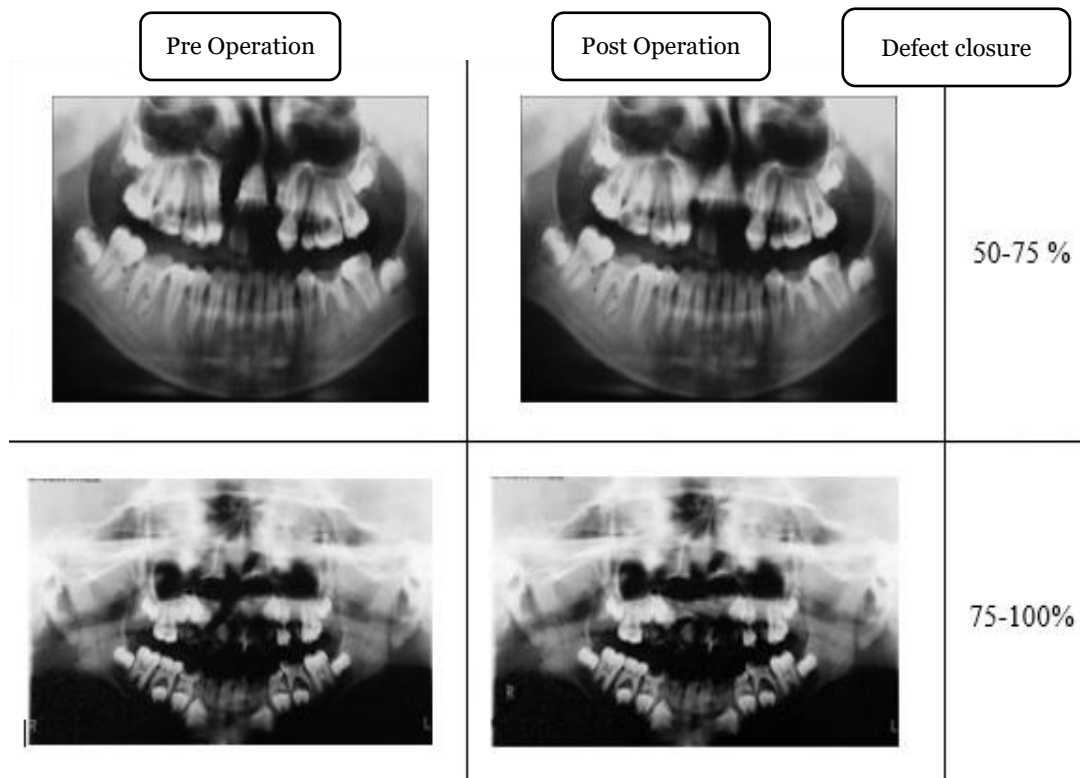 Pre Operation
Post Operation
Defect closure
50-75 %
75-100%
R
L
R
L